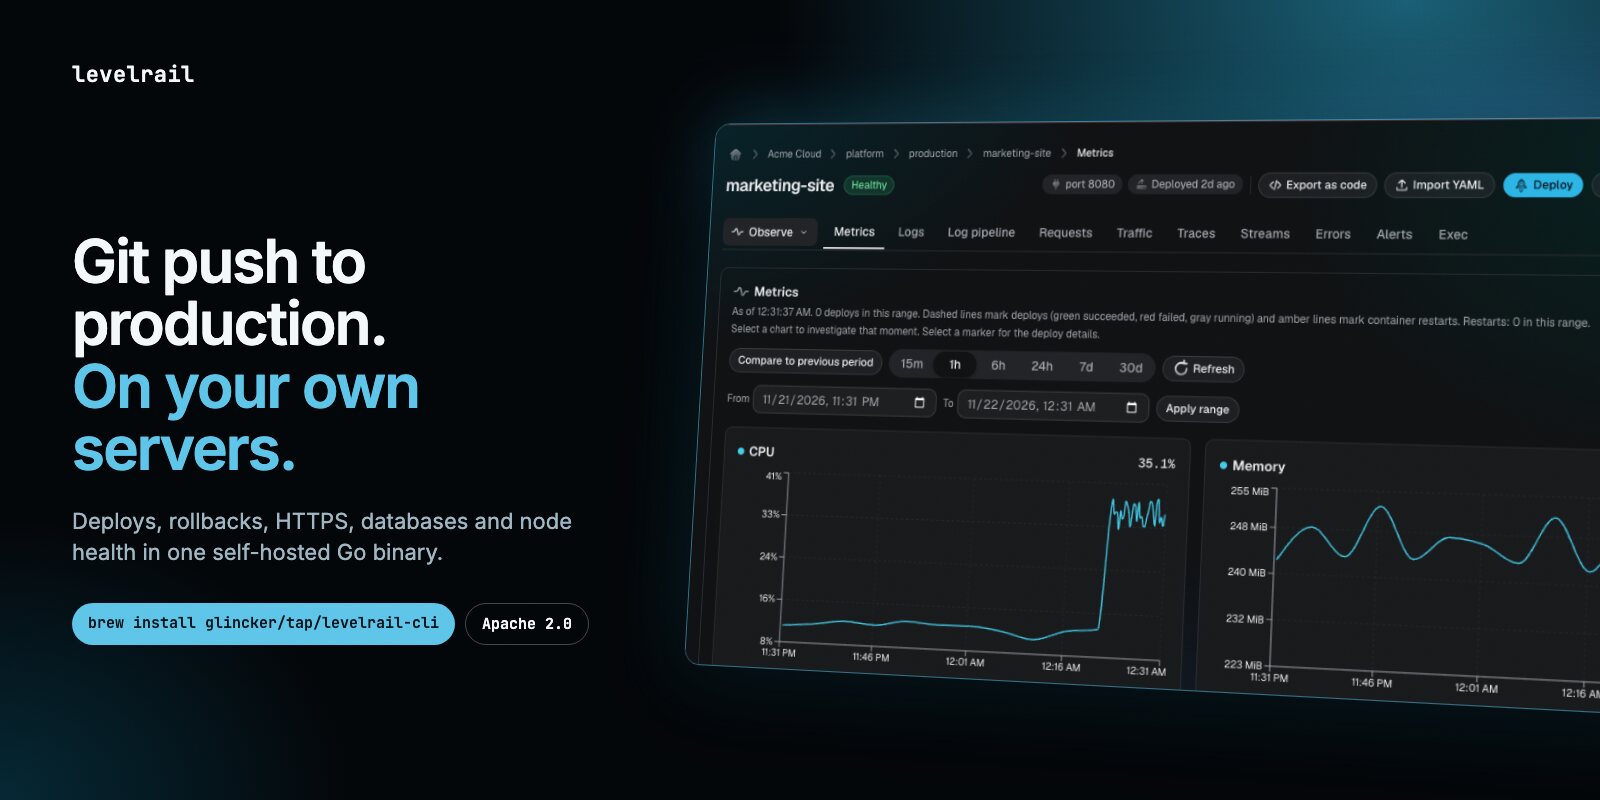 levelrail
Git push to
production.
On your own
servers.
Deploys, rollbacks, HTTPS, databases and node
health in one self-hosted Go binary.
brew install glincker/tap/levelrail-cli
Apache 2.0
Acme Cloud platform production marketing-site Metrics
marketing-site Healthy port 8080 Deployed 2d ago Export as code Import YAML Deploy
Observe Metrics Logs Log pipeline Requests Traffic Traces Streams Errors Alerts Exec
Metrics
As of 12:31:37 AM. 0 deploys in this range. Dashed lines mark deploys (green succeeded, red failed, gray running) and amber lines mark container restarts. Restarts: 0 in this range.
Select a chart to investigate that moment. Select a marker for the deploy details.
Compare to previous period 15m 1h 6h 24h 7d 30d Refresh
From 11/21/2026, 11:31 PM To 11/22/2026, 12:31 AM Apply range
CPU 35.1%
41%
33%
24%
16%
8%
11:31 PM 11:46 PM 12:01 AM 12:16 AM 12:31 AM
Memory
255 MiB
248 MiB
240 MiB
232 MiB
223 MiB
11:31 PM 11:46 PM 12:01 AM 12:16 AM